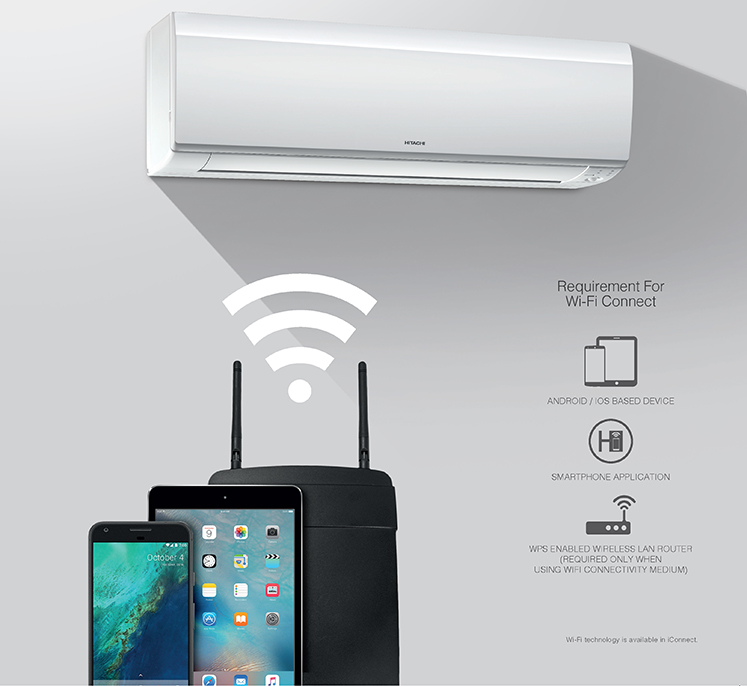 HITACHI
Requirement For
Wi-Fi Connect
ANDROID / IOS BASED DEVICE
H
SMARTPHONE APPLICATION
WPS ENABLED WIRELESS LAN ROUTER
(REQUIRED ONLY WHEN
USING WIFI CONNECTIVITY MEDIUM)
October 4
9
Wi-Fi technology is available in iConnect.